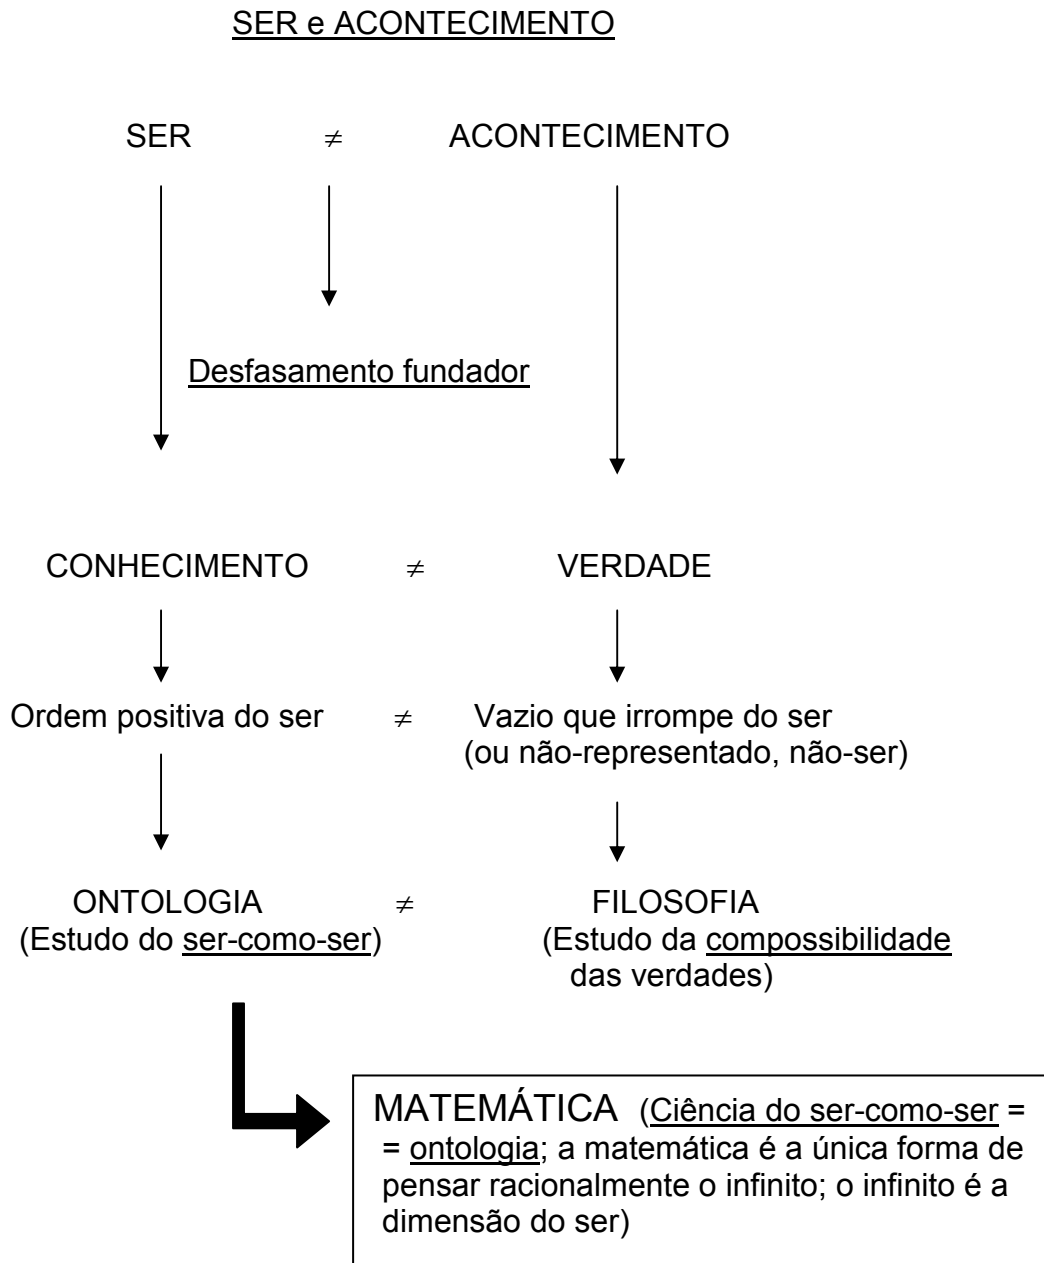 SER e ACONTECIMENTO
SER ≠ ACONTECIMENTO
Desfasamento fundador
CONHECIMENTO ≠ VERDADE
Ordem positiva do ser ≠ Vazio que irrompe do ser
(ou não-representado, não-ser)
ONTOLOGIA ≠ FILOSOFIA
(Estudo do ser-como-ser) (Estudo da compossibilidade
das verdades)
MATEMÁTICA (Ciência do ser-como-ser =
= ontologia; a matemática é a única forma de
pensar racionalmente o infinito; o infinito é a
dimensão do ser)